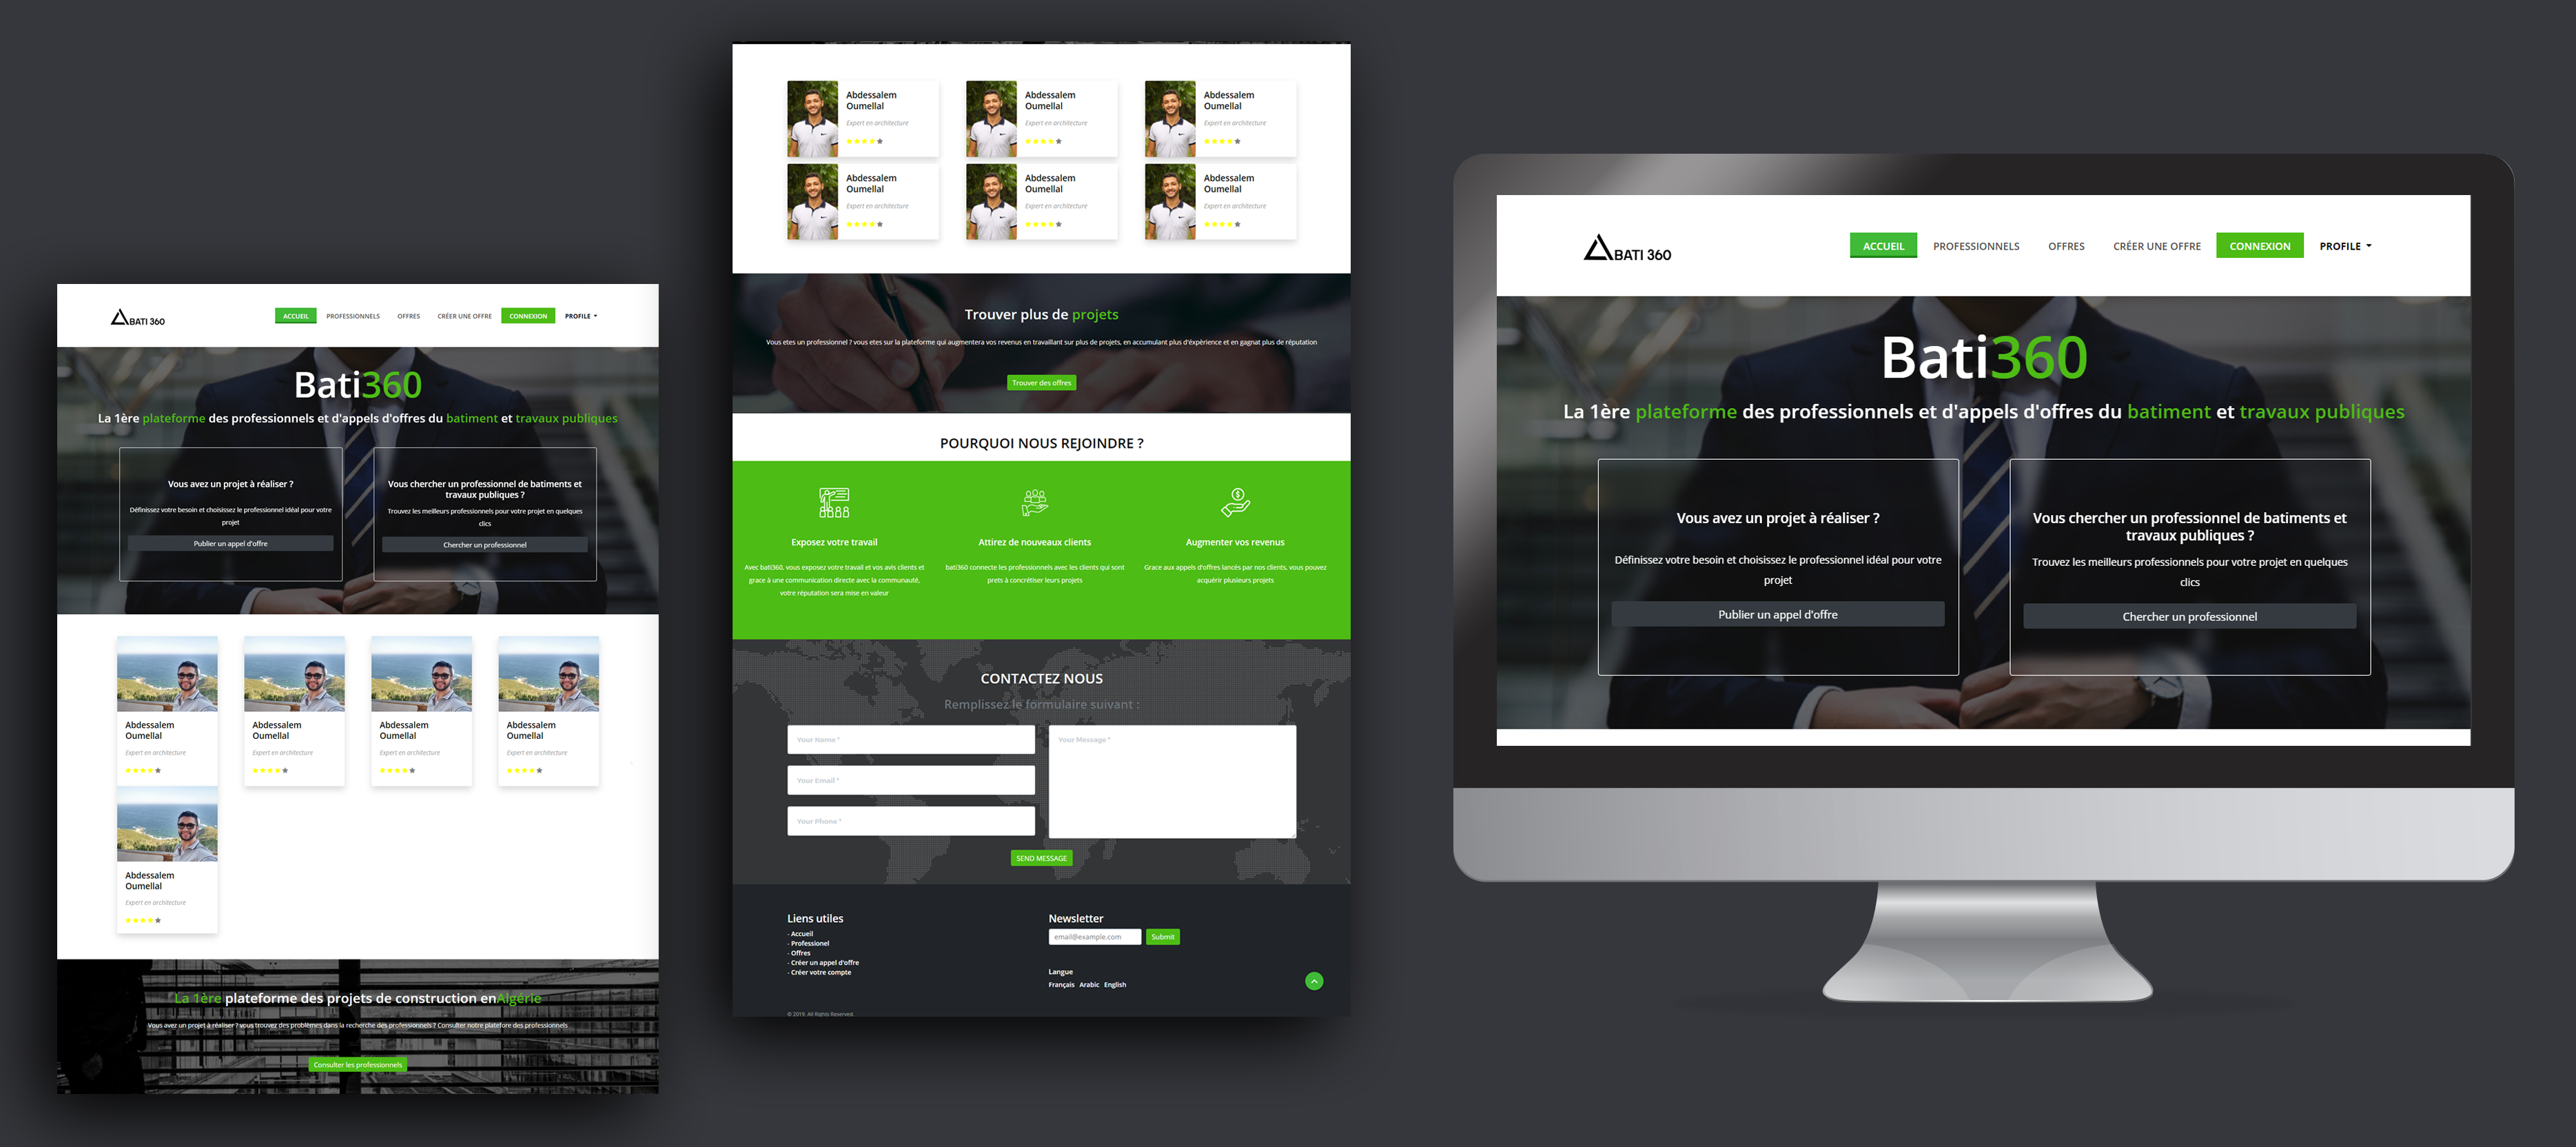 BATI 360
ACCUEIL PROFESSIONNELS OFFRES CRÉER UNE OFFRE CONNEXION PROFILE
Bati360
La 1ère plateforme des professionnels et d'appels d'offres du batiment et travaux publiques
Vous avez un projet à réaliser ?
Définissez votre besoin et choisissez le professionnel idéal pour votre
projet
Publier un appel d'offre
Vous chercher un professionnel de batiments et
travaux publiques ?
Trouvez les meilleurs professionnels pour votre projet en quelques
clics
Chercher un professionnel
Abdessalem
Oumellal
Expert en architecture
Abdessalem
Oumellal
Expert en architecture
Abdessalem
Oumellal
Expert en architecture
Abdessalem
Oumellal
Expert en architecture
Abdessalem
Oumellal
Expert en architecture
La 1ère plateforme des projets de construction enAlgérie
Vous avez un projet à réaliser ? vous trouvez des problèmes dans la recherche des professionnels ? Consulter notre platefore des professionnels
Consulter les professionnels
Abdessalem
Oumellal
Expert en architecture
Abdessalem
Oumellal
Expert en architecture
Abdessalem
Oumellal
Expert en architecture
Abdessalem
Oumellal
Expert en architecture
Abdessalem
Oumellal
Expert en architecture
Abdessalem
Oumellal
Expert en architecture
Trouver plus de projets
Vous etes un professionnel ? vous etes sur la plateforme qui augmentera vos revenus en travaillant sur plus de projets, en accumulant plus d'éxpèrience et en gagnat plus de réputation
Trouver des offres
POURQUOI NOUS REJOINDRE ?
Exposez votre travail
Avec bati360, vous exposez votre travail et vos avis clients et
grace à une communication directe avec la communauté,
votre réputation sera mise en valeur
Attirez de nouveaux clients
bati360 connecte les professionnels avec les clients qui sont
prets à concrétiser leurs projets
Augmenter vos revenus
Grace aux appels d'offres lancés par nos clients, vous pouvez
acquérir plusieurs projets
CONTACTEZ NOUS
Remplissez le formulaire suivant :
Your Name *
Your Email *
Your Phone *
Your Message *
SEND MESSAGE
Liens utiles
- Accueil
- Professionel
- Offres
- Créer un appel d'offre
- Créer votre compte
Newsletter
email@example.com Submit
Langue
Français Arabic English
© 2019. All Rights Reserved.
BATI 360
ACCUEIL PROFESSIONNELS OFFRES CRÉER UNE OFFRE CONNEXION PROFILE
Bati360
La 1ère plateforme des professionnels et d'appels d'offres du batiment et travaux publiques
Vous avez un projet à réaliser ?
Définissez votre besoin et choisissez le professionnel idéal pour votre
projet
Publier un appel d'offre
Vous chercher un professionnel de batiments et
travaux publiques ?
Trouvez les meilleurs professionnels pour votre projet en quelques
clics
Chercher un professionnel